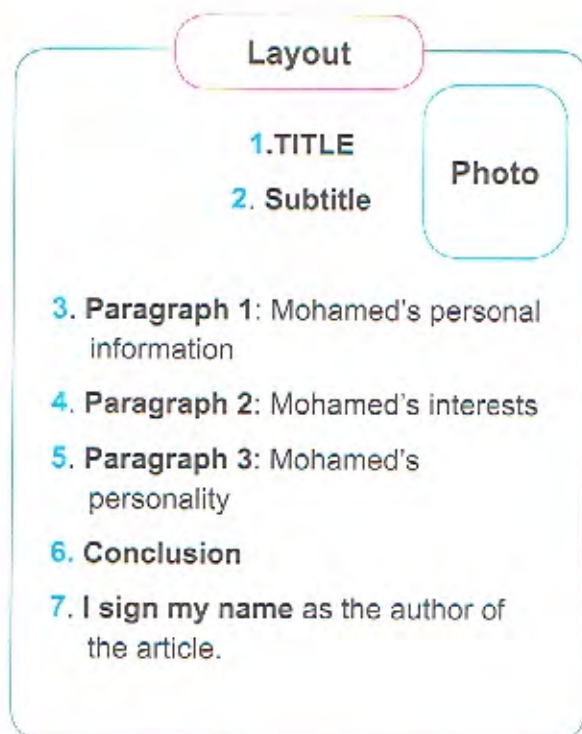 Layout
1.TITLE
2. Subtitle
Photo
3. Paragraph 1: Mohamed's personal
information
4. Paragraph 2: Mohamed's interests
5. Paragraph 3: Mohamed's
personality
6. Conclusion
7. I sign my name as the author of
the article.